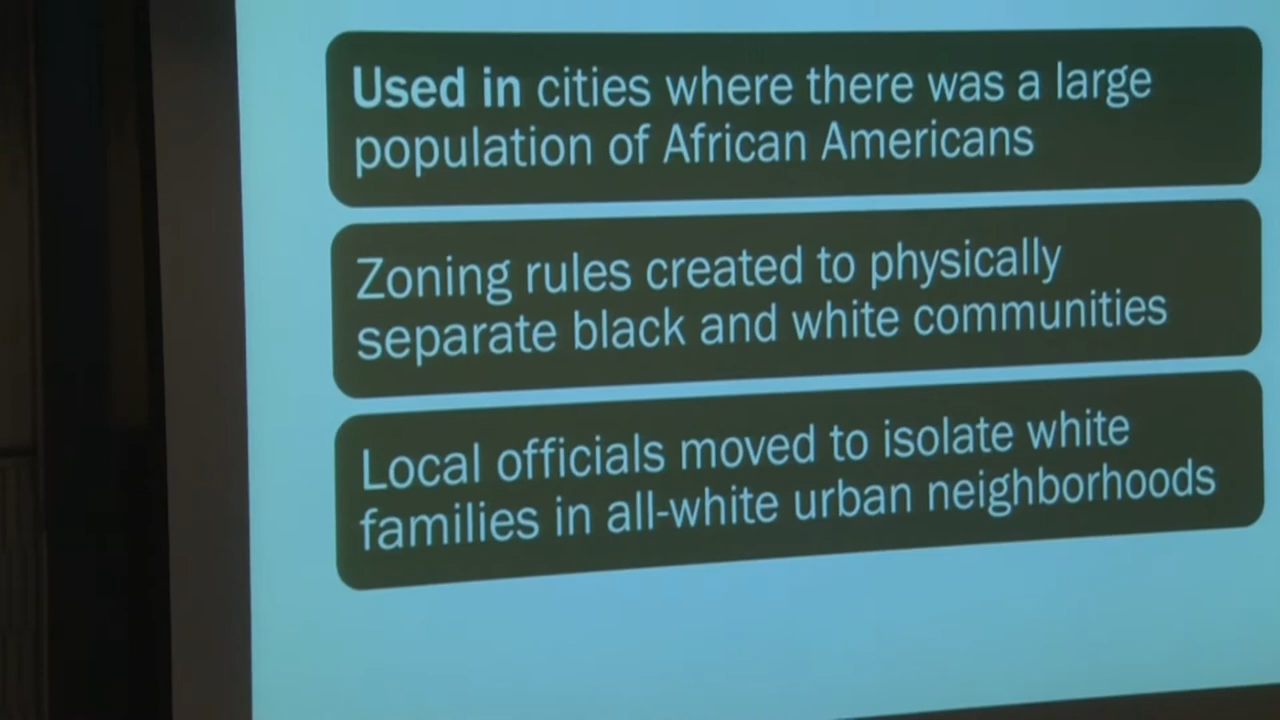 Used in cities where there was a large
population of African Americans
Zoning rules created to physically
separate black and white communities
Local officials moved to isolate white
families in all-white urban neighborhoods